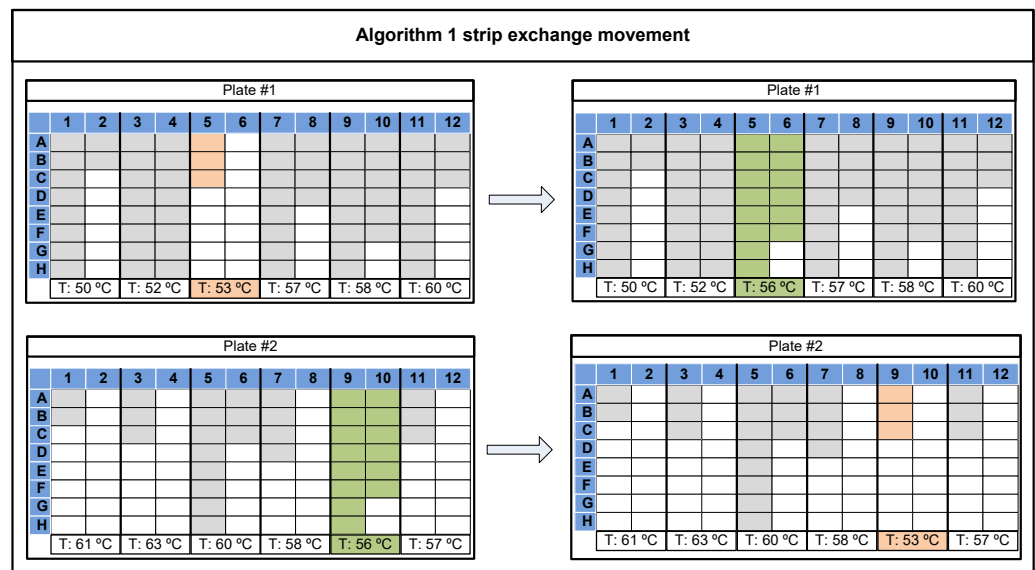 Algorithm 1 strip exchange movement
Plate #1
1 2 3 4 5 6 7 8 9 10 11 12
A
B
C
D
E
F
G
H
T: 50 ºC T: 52 ºC T: 53 ºC T: 57 ºC T: 58 ºC T: 60 ºC
Plate #1
1 2 3 4 5 6 7 8 9 10 11 12
A
B
C
D
E
F
G
H
T: 50 ºC T: 52 ºC T: 56 ºC T: 57 ºC T: 58 ºC T: 60 ºC
Plate #2
1 2 3 4 5 6 7 8 9 10 11 12
A
B
C
D
E
F
G
H
T: 61 ºC T: 63 ºC T: 60 ºC T: 58 ºC T: 56 ºC T: 57 ºC
Plate #2
1 2 3 4 5 6 7 8 9 10 11 12
A
B
C
D
E
F
G
H
T: 61 ºC T: 63 ºC T: 60 ºC T: 58 ºC T: 53 ºC T: 57 ºC